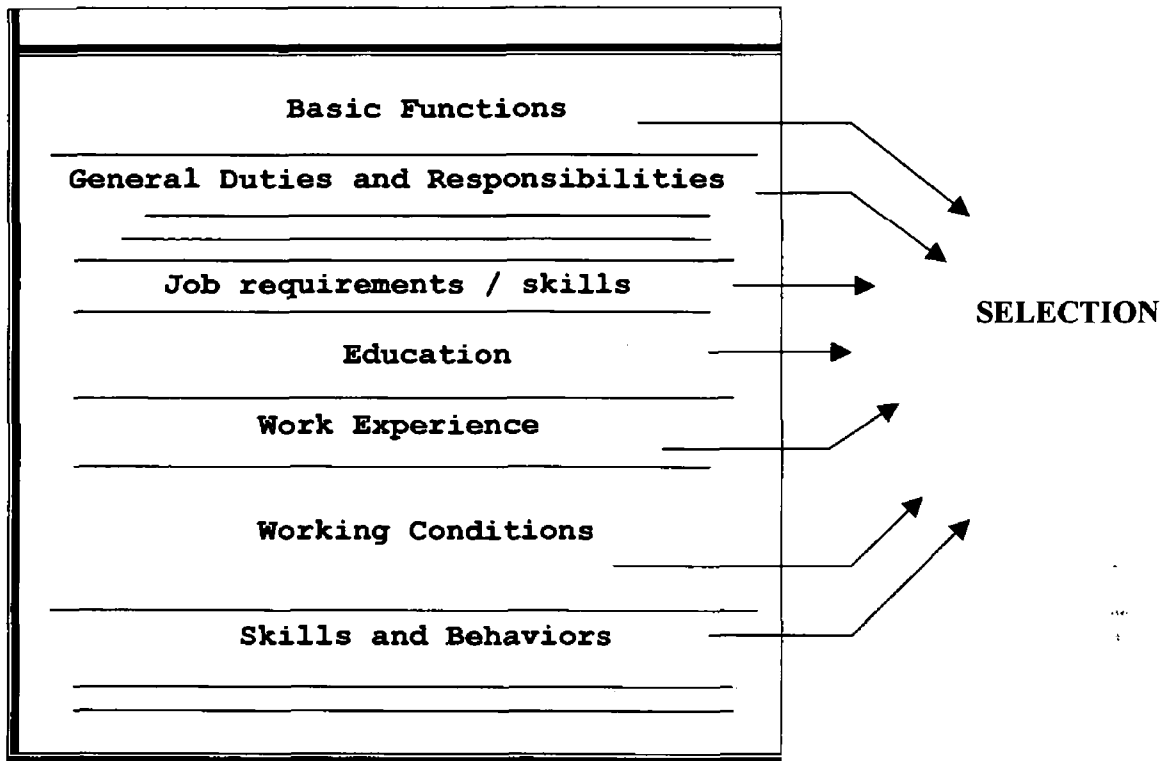 Basic Functions
General Duties and Responsibilities
Job requirements / skills
SELECTION
Education
Work Experience
Working Conditions
Skills and Behaviors